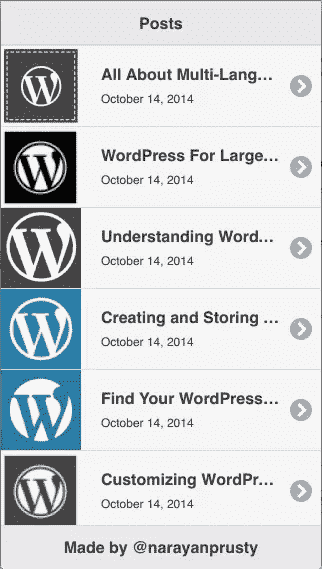 Posts
All About Multi-Lang...
October 14, 2014
WordPress For Large...
October 14, 2014
Understanding Word...
October 14, 2014
Creating and Storing ...
October 14, 2014
Find Your WordPress...
October 14, 2014
Customizing WordPr...
October 14, 2014
Made by @narayanprusty